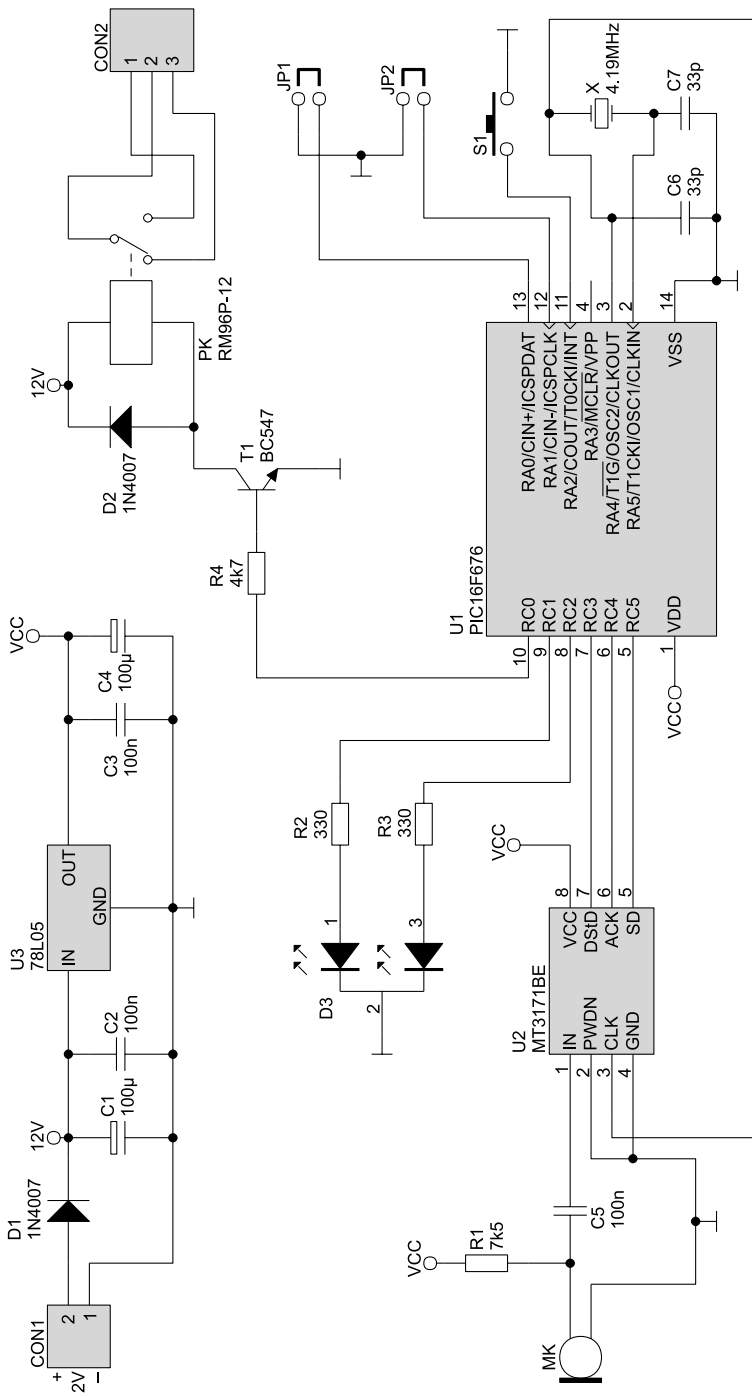 CON1
+
2V
–
2
1
D1
1N4007
12V
C1
100µ
C2
100n
U3
78L05
IN
OUT
GND
C3
100n
C4
100µ
VCC
D2
1N4007
12V
PK
RM96P-12
CON2
1
2
3
T1
BC547
R4
4k7
D3
1
2
3
R2
330
R3
330
JP1
JP2
S1
MK
VCC
R1
7k5
C5
100n
U2
MT3171BE
1 IN
2 PWDN
3 CLK
4 GND
VCC 8
DStD 7
ACK 6
SD 5
VCC
U1
PIC16F676
10 RC0
9 RC1
8 RC2
7 RC3
6 RC4
5 RC5
1 VDD
VCC
RA0/CIN+/ICSPDAT 13
RA1/CIN-/ICSPCLK 12
RA2/COUT/T0CKI/INT 11
RA3/MCLR/VPP 4
RA4/T1G/OSC2/CLKOUT 3
RA5/T1CKI/OSC1/CLKIN 2
VSS 14
X
4.19MHz
C6
33p
C7
33p